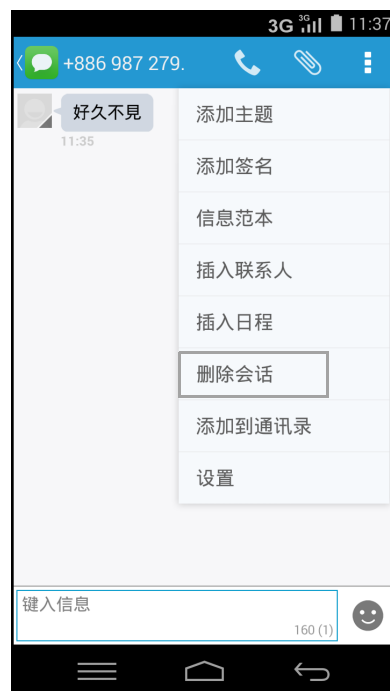 3G 3G 11:37
+886 987 279.
好久不見
11:35
添加主题
添加签名
信息范本
插入联系人
插入日程
删除会话
添加到通讯录
设置
键入信息
160 (1)